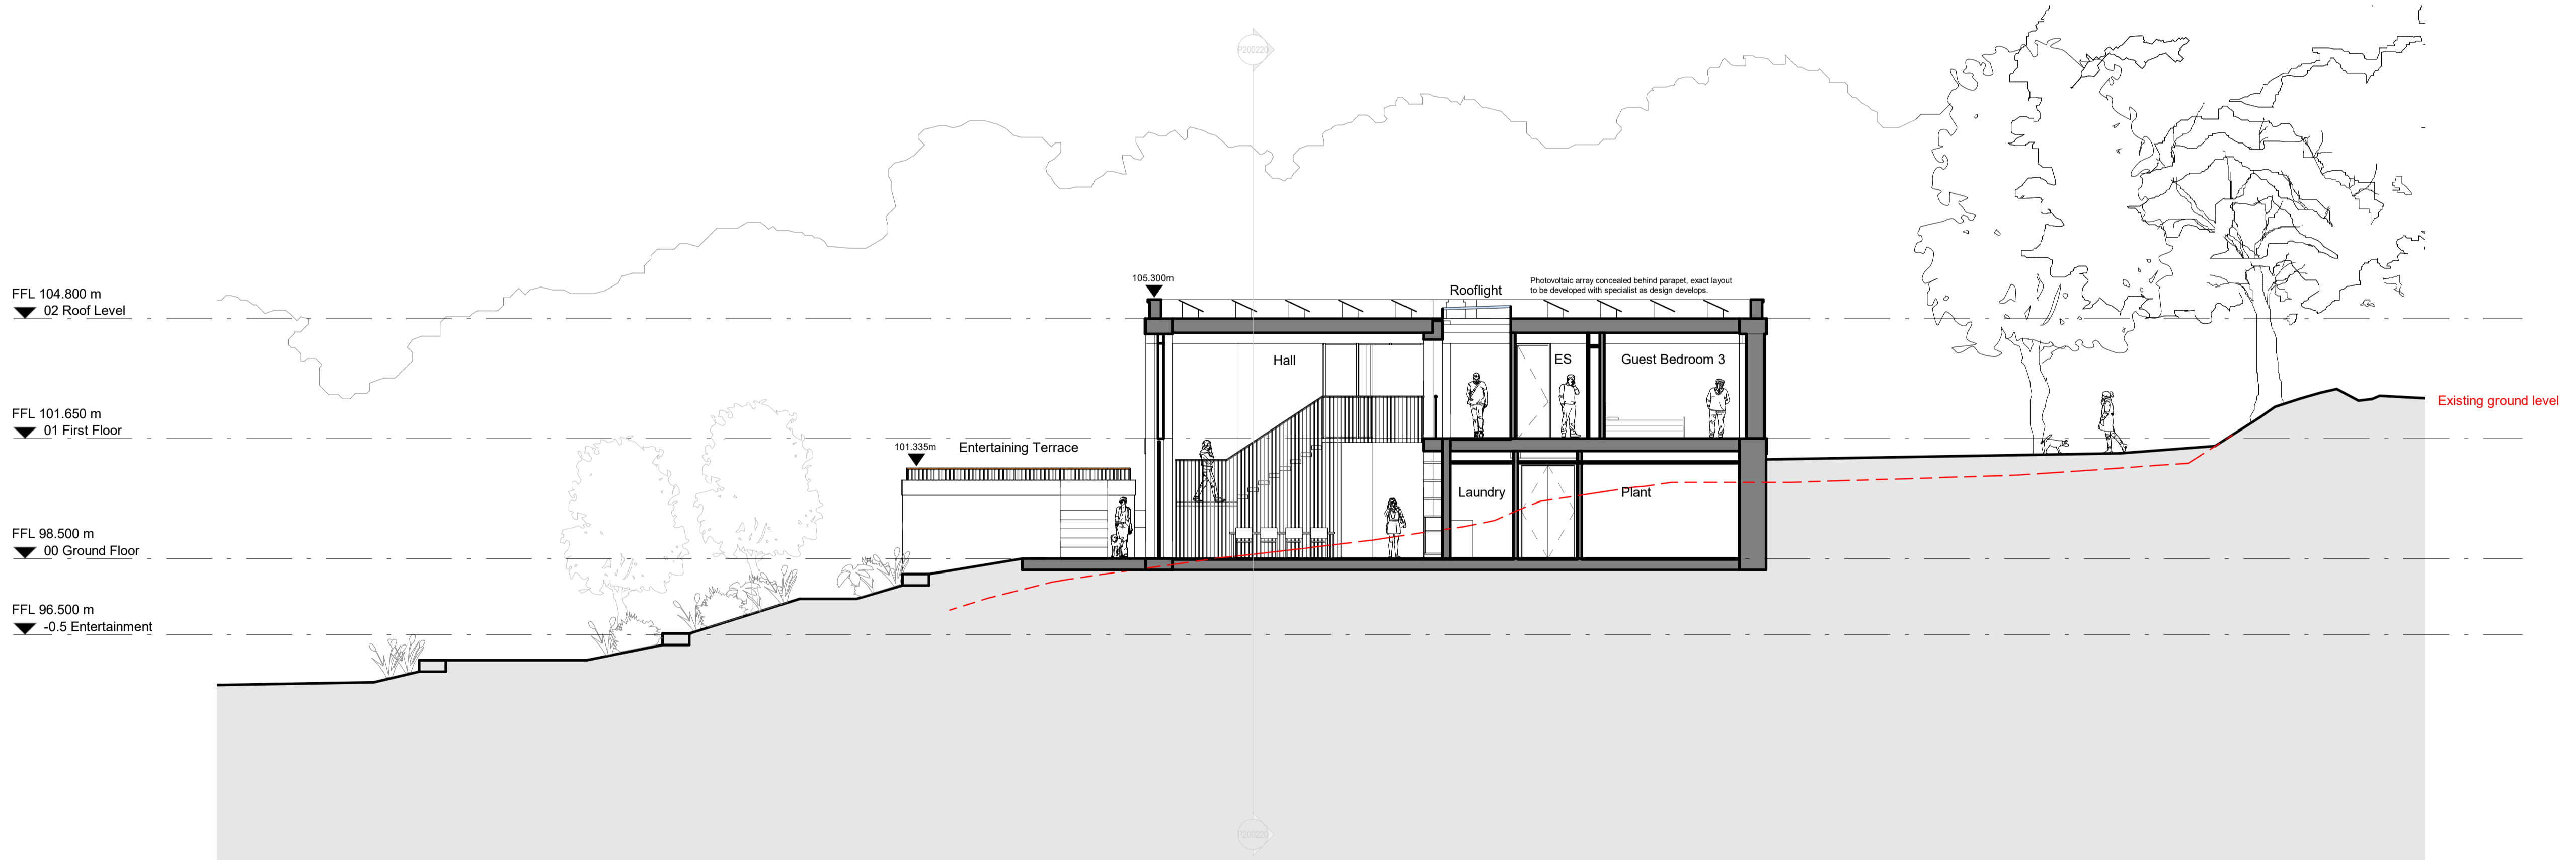 P200220
105.300m
Rooflight
Photovoltaic array concealed behind parapet, exact layout
to be developed with specialist as design develops.
FFL 104.800 m
02 Roof Level
Hall
ES
Guest Bedroom 3
Existing ground level
FFL 101.650 m
01 First Floor
101.335m
Entertaining Terrace
Laundry
Plant
FFL 98.500 m
00 Ground Floor
FFL 96.500 m
-0.5 Entertainment
P200220